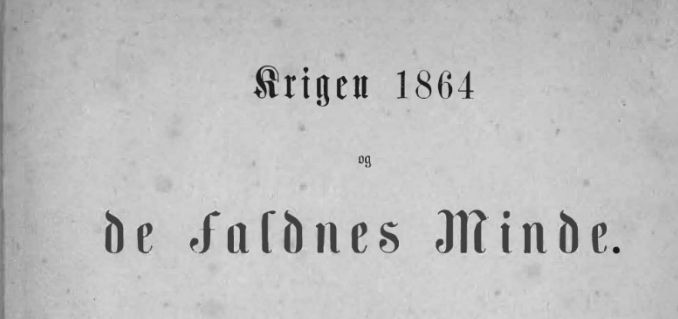 Krigen 1864
og
de Faldnes Minde.